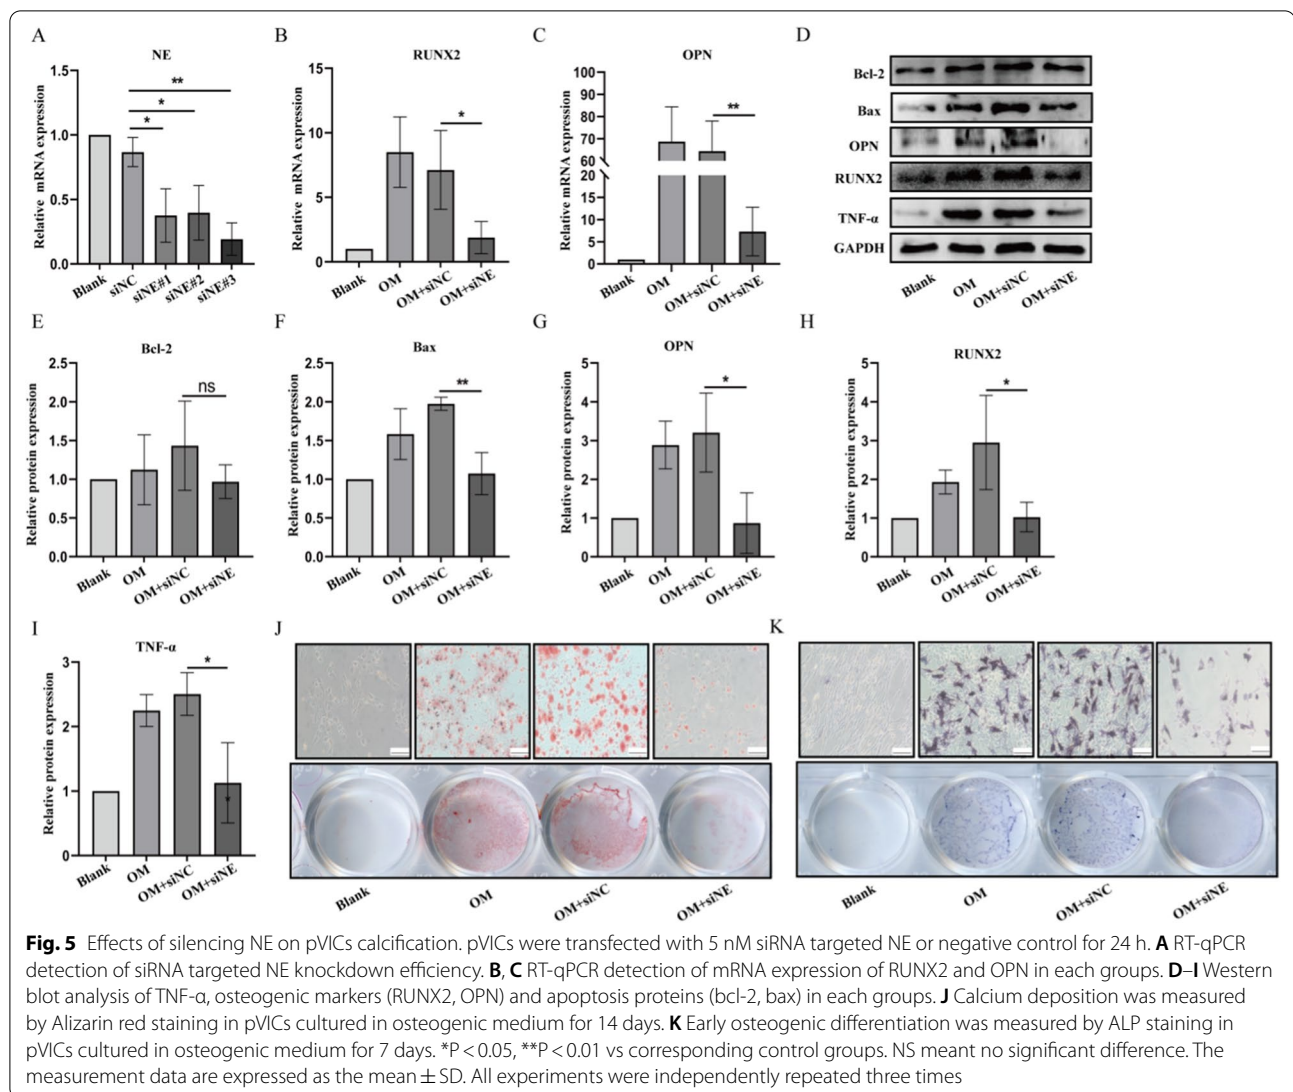 A
NE
Relative mRNA expression
1.5
1.0
0.5
0.0
**
*
*
Blank
siNC
siNE#1
siNE#2
siNE#3
B
RUNX2
Relative mRNA expression
15
10
5
0
*
Blank
OM
OM+siNC
OM+siNE
C
OPN
Relative mRNA expression
100
90
80
70
60
20
15
10
5
0
**
Blank
OM
OM+siNC
OM+siNE
D
Bcl-2
Bax
OPN
RUNX2
TNF-α
GAPDH
Blank
OM
OM+siNC
OM+siNE
E
Bcl-2
Relative protein expression
2.5
2.0
1.5
1.0
0.5
0.0
ns
Blank
OM
OM+siNC
OM+siNE
F
Bax
Relative protein expression
2.5
2.0
1.5
1.0
0.5
0.0
**
Blank
OM
OM+siNC
OM+siNE
G
OPN
Relative protein expression
5
4
3
2
1
0
*
Blank
OM
OM+siNC
OM+siNE
H
RUNX2
Relative protein expression
5
4
3
2
1
0
*
Blank
OM
OM+siNC
OM+siNE
I
TNF-α
Relative protein expression
3
2
1
0
*
*
Blank
OM
OM+siNC
OM+siNE
J
Blank
OM
OM+siNC
OM+siNE
K
Blank
OM
OM+siNC
OM+siNE
Fig. 5 Effects of silencing NE on pVICs calcification. pVICs were transfected with 5 nM siRNA targeted NE or negative control for 24 h. A RT-qPCR
detection of siRNA targeted NE knockdown efficiency. B, C RT-qPCR detection of mRNA expression of RUNX2 and OPN in each groups. D–I Western
blot analysis of TNF-α, osteogenic markers (RUNX2, OPN) and apoptosis proteins (bcl-2, bax) in each groups. J Calcium deposition was measured
by Alizarin red staining in pVICs cultured in osteogenic medium for 14 days. K Early osteogenic differentiation was measured by ALP staining in
pVICs cultured in osteogenic medium for 7 days. *P < 0.05, **P < 0.01 vs corresponding control groups. NS meant no significant difference. The
measurement data are expressed as the mean ± SD. All experiments were independently repeated three times